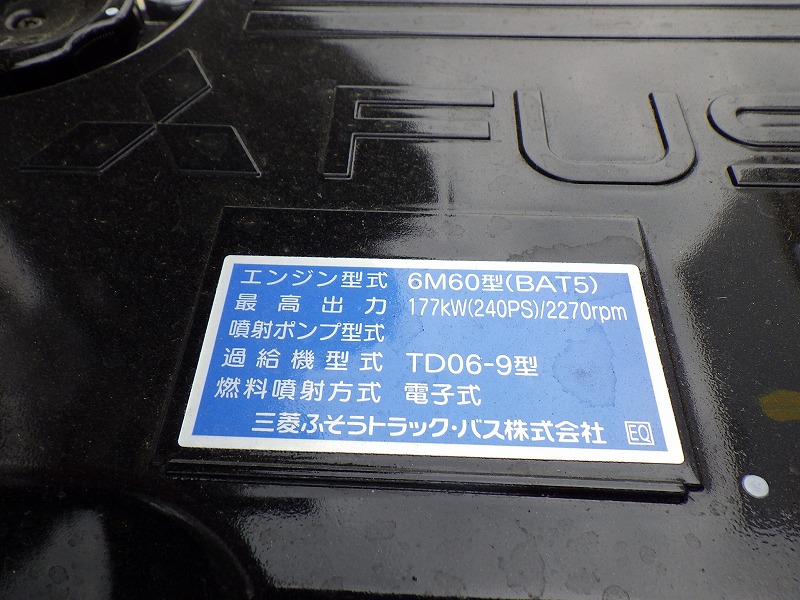 FUS
エンジン型式 6M60型(BAT5)
最高出力 177kW(240PS)/2270rpm
噴射ポンプ型式
過給機型式 TD06-9型
燃料噴射方式 電子式
三菱ふそうトラック・バス株式会社 EQ